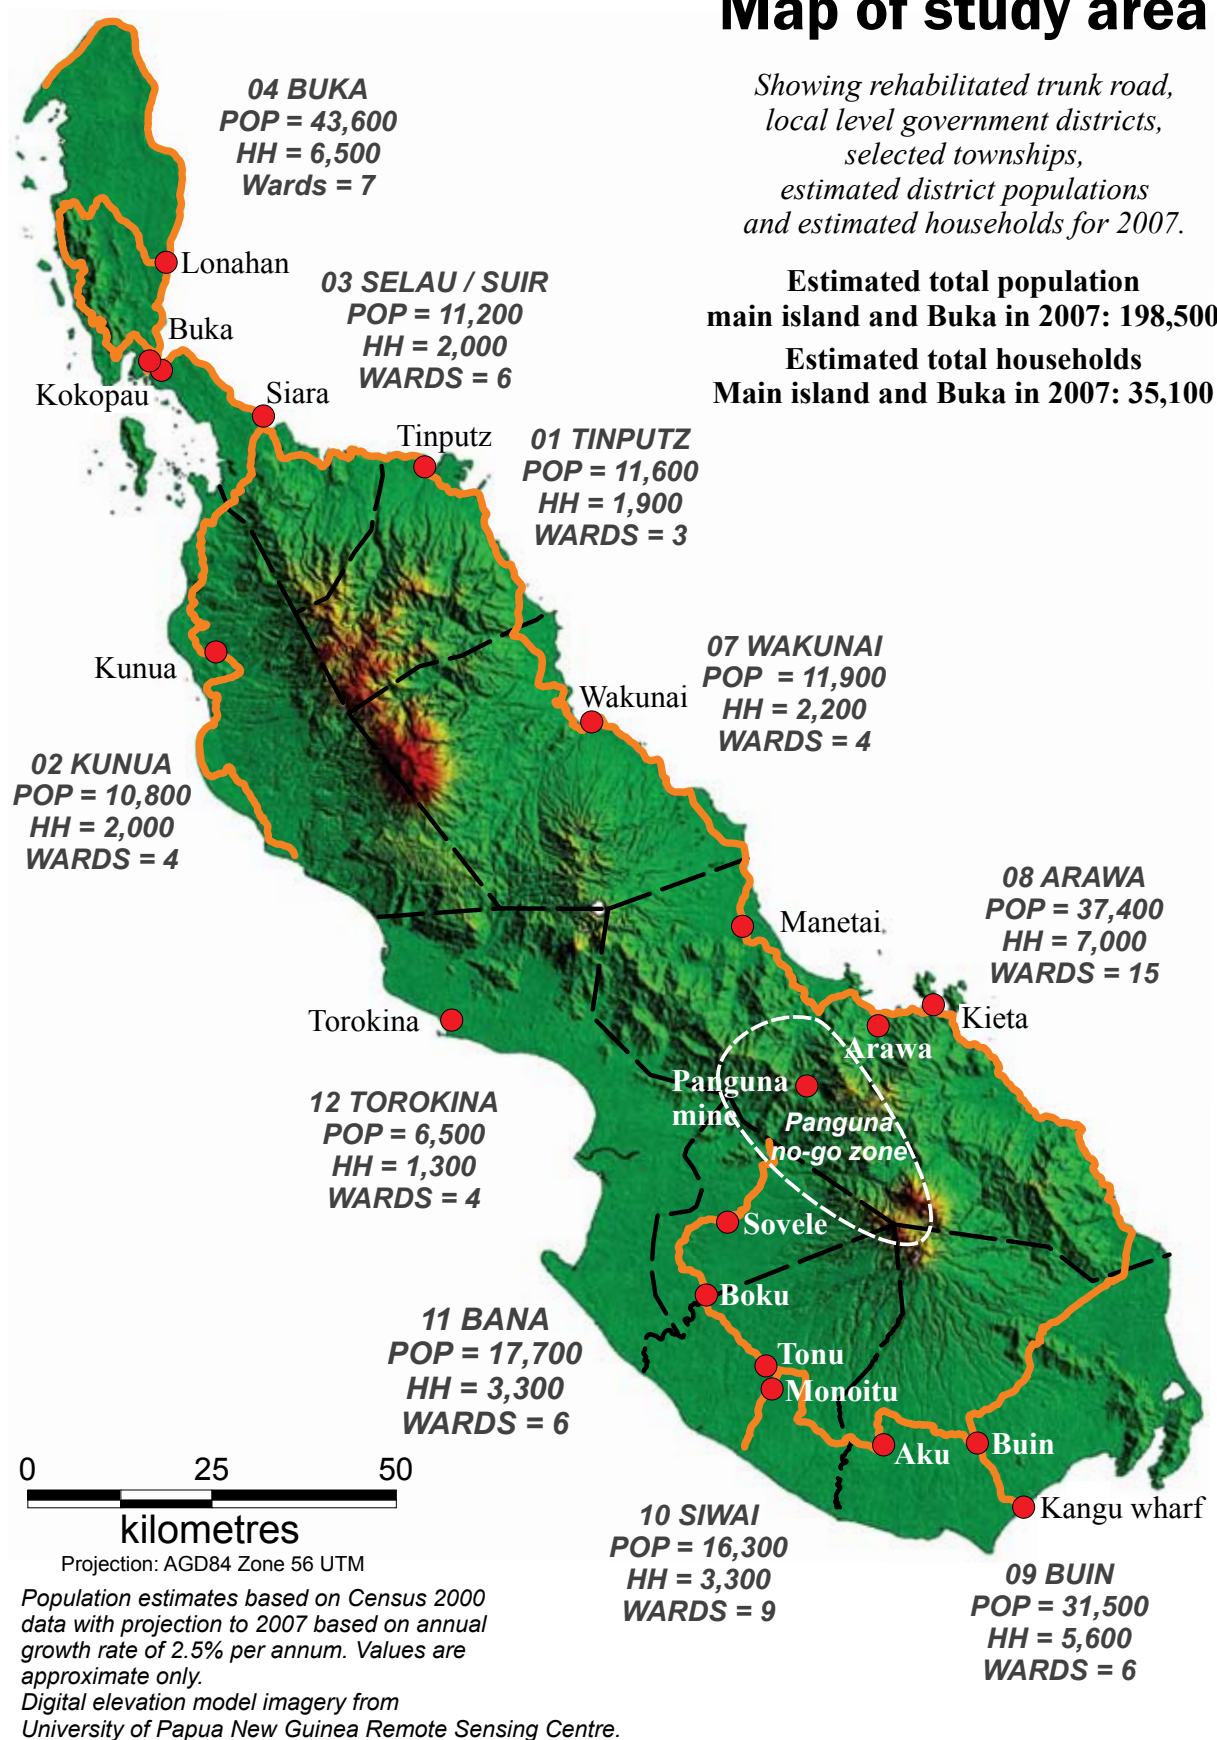 Map of study area
Showing rehabilitated trunk road,
local level government districts,
selected townships,
estimated district populations
and estimated households for 2007.
Estimated total population
main island and Buka in 2007: 198,500
Estimated total households
Main island and Buka in 2007: 35,100
04 BUKA
POP = 43,600
HH = 6,500
Wards = 7
Lonahan
03 SELAU / SUIR
POP = 11,200
HH = 2,000
WARDS = 6
Buka
Kokopau
Siara
Tinputz
01 TINPUTZ
POP = 11,600
HH = 1,900
WARDS = 3
Kunua
07 WAKUNAI
POP = 11,900
HH = 2,200
WARDS = 4
Wakunai
02 KUNUA
POP = 10,800
HH = 2,000
WARDS = 4
08 ARAWA
POP = 37,400
HH = 7,000
WARDS = 15
Manetai
Torokina
Kieta
Arawa
Panguna
mine
Panguna
no-go zone
12 TOROKINA
POP = 6,500
HH = 1,300
WARDS = 4
Sovele
Boku
11 BANA
POP = 17,700
HH = 3,300
WARDS = 6
Tonu
Monoitu
Aku
Buin
Kangu wharf
10 SIWAI
POP = 16,300
HH = 3,300
WARDS = 9
09 BUIN
POP = 31,500
HH = 5,600
WARDS = 6
0 25 50
kilometres
Projection: AGD84 Zone 56 UTM
Population estimates based on Census 2000
data with projection to 2007 based on annual
growth rate of 2.5% per annum. Values are
approximate only.
Digital elevation model imagery from
University of Papua New Guinea Remote Sensing Centre.